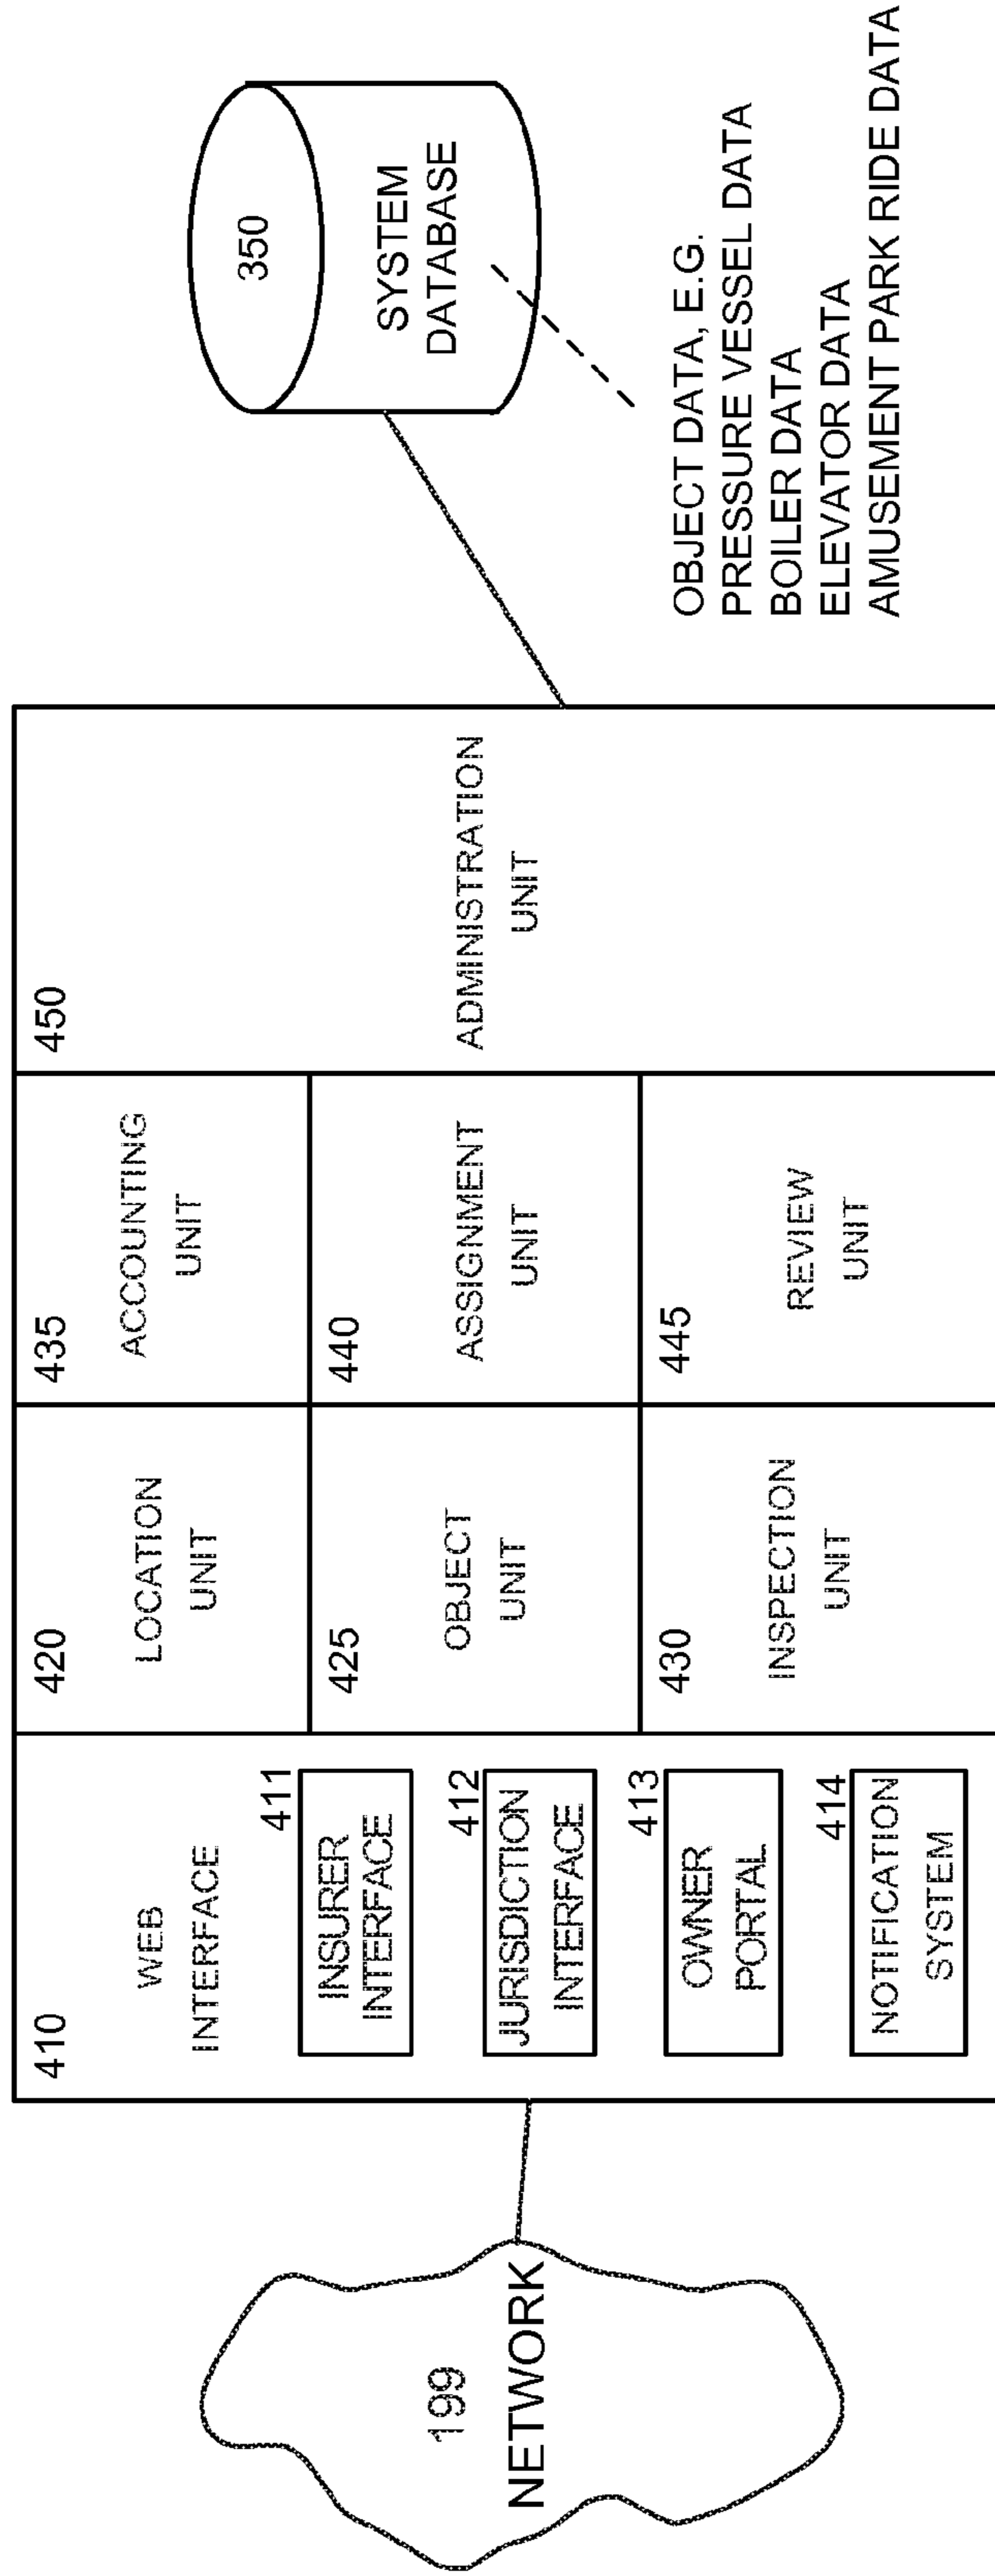 199
NETWORK
410
WEB
INTERFACE
411
INSURER
INTERFACE
412
JURISDICTION
INTERFACE
413
OWNER
PORTAL
414
NOTIFICATION
SYSTEM
420
LOCATION
UNIT
425
OBJECT
UNIT
430
INSPECTION
UNIT
435
ACCOUNTING
UNIT
440
ASSIGNMENT
UNIT
445
REVIEW
UNIT
450
ADMINISTRATION
UNIT
350
SYSTEM
DATABASE
OBJECT DATA, E.G.
PRESSURE VESSEL DATA
BOILER DATA
ELEVATOR DATA
AMUSEMENT PARK RIDE DATA